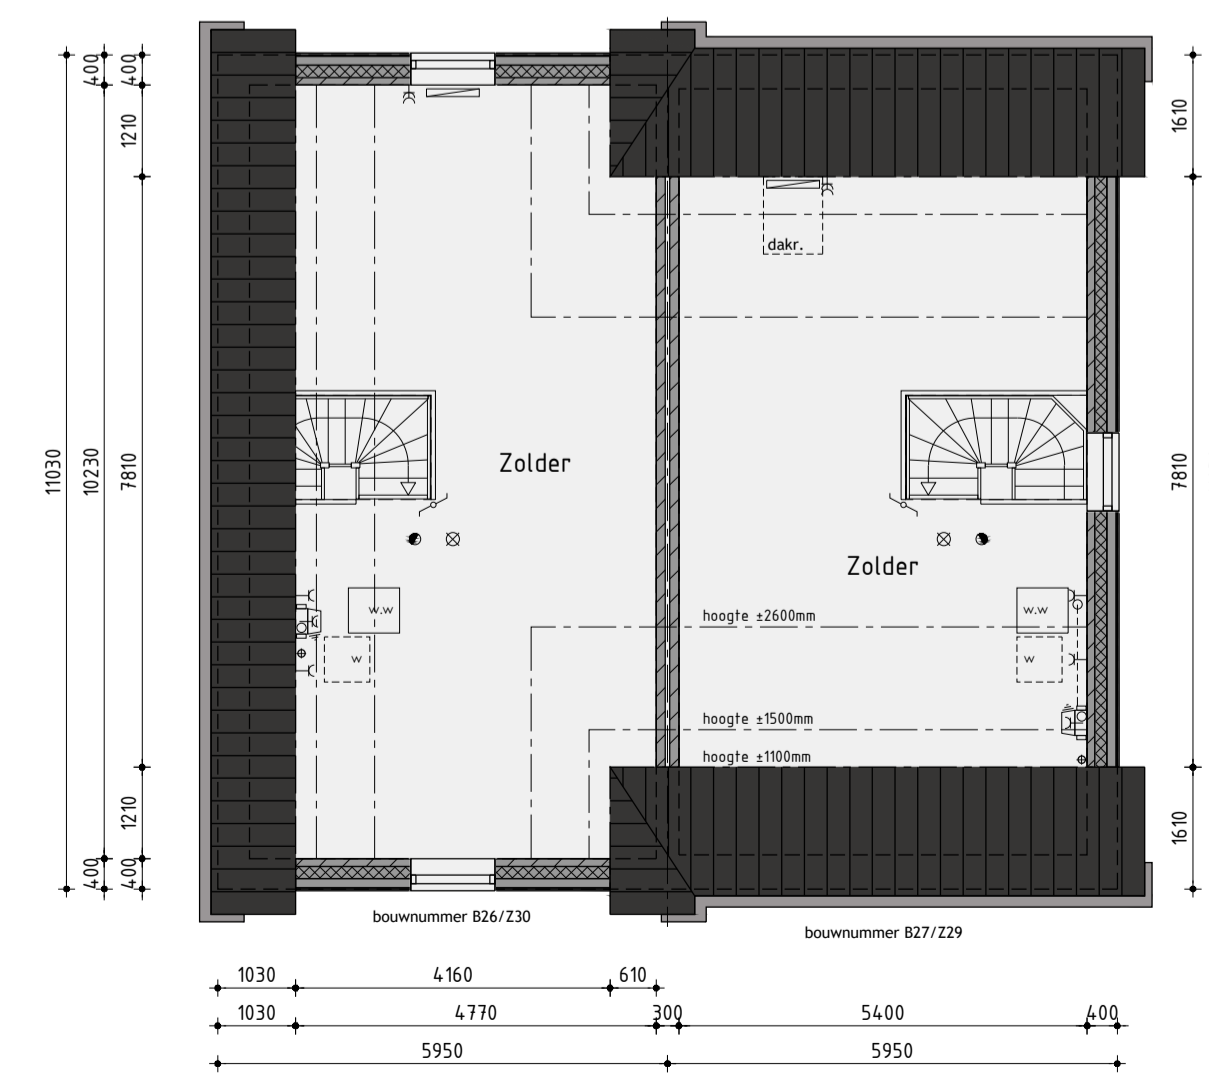 400
400
1210
1610
dakr.
11030
10230
7810
Zolder
7810
Zolder
w.w
hoogte ±2600mm
w.w
w
w
hoogte ±1500mm
hoogte ±1100mm
1210
1610
400
400
bouwnummer B26/Z30
bouwnummer B27/Z29
1030 4160 610
1030 4770 300 5400 400
5950 5950